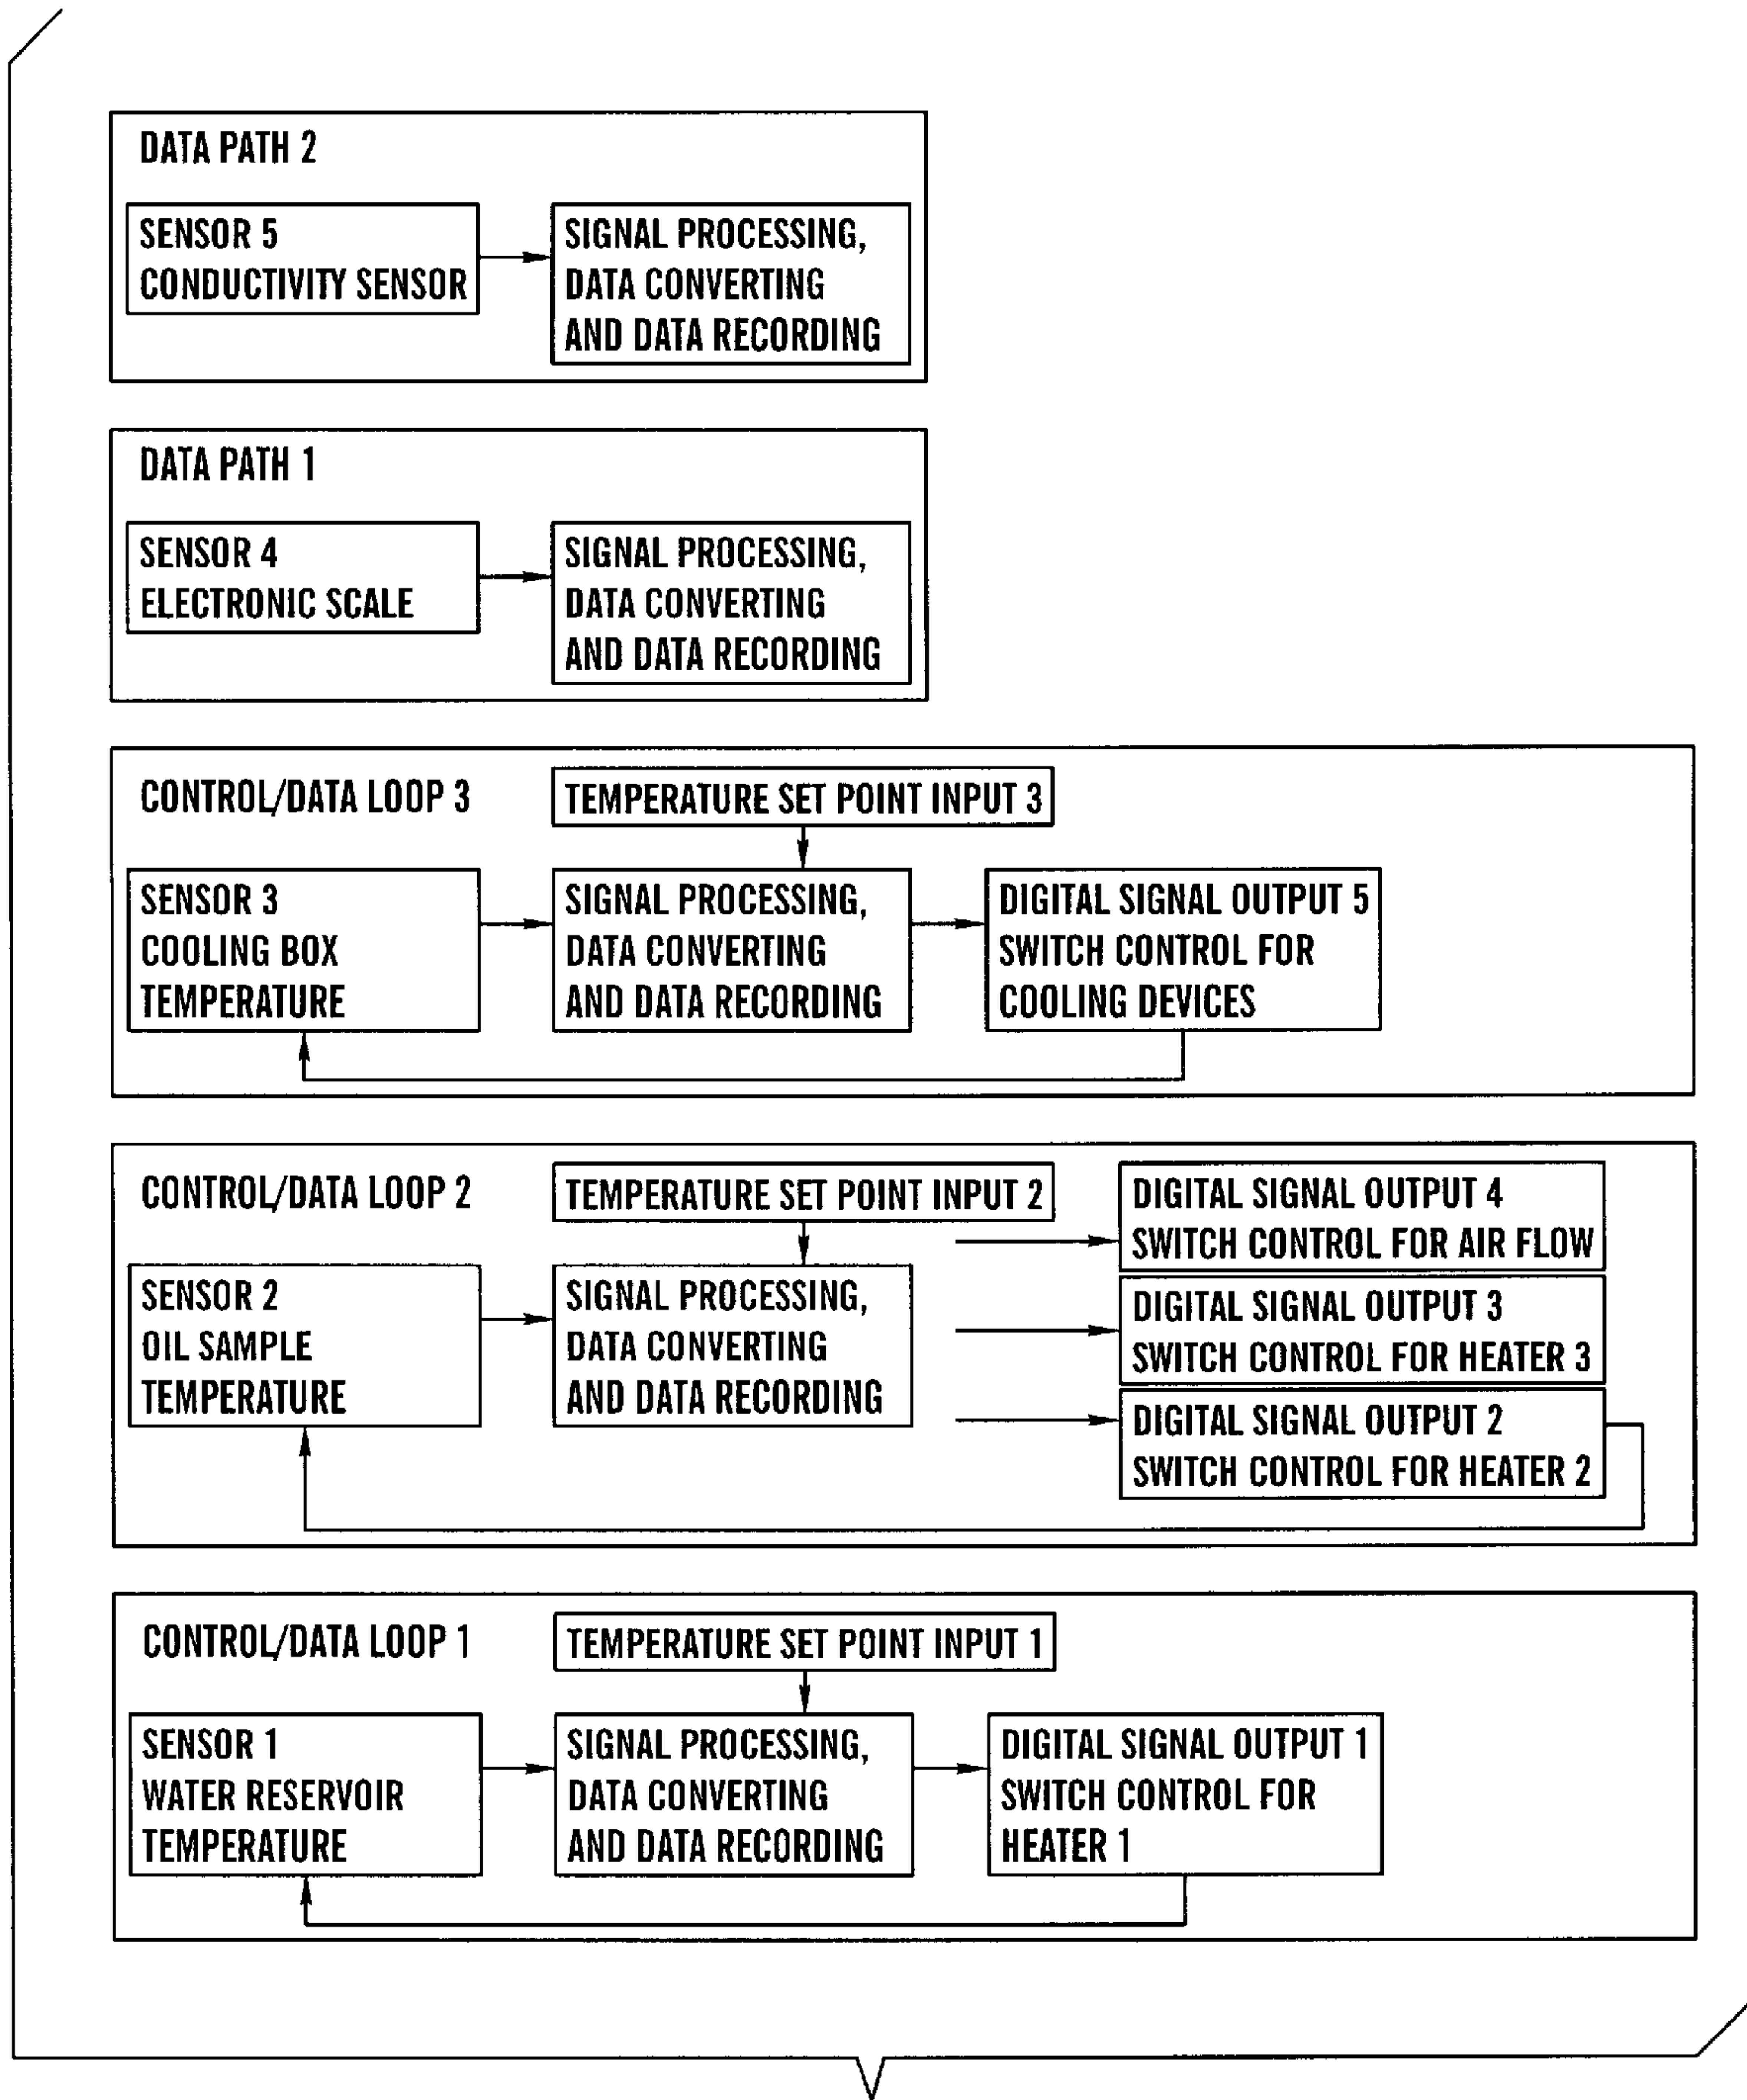 DATA PATH 2
SENSOR 5
CONDUCTIVITY SENSOR
SIGNAL PROCESSING,
DATA CONVERTING
AND DATA RECORDING
DATA PATH 1
SENSOR 4
ELECTRONIC SCALE
SIGNAL PROCESSING,
DATA CONVERTING
AND DATA RECORDING
CONTROL/DATA LOOP 3
TEMPERATURE SET POINT INPUT 3
SENSOR 3
COOLING BOX
TEMPERATURE
SIGNAL PROCESSING,
DATA CONVERTING
AND DATA RECORDING
DIGITAL SIGNAL OUTPUT 5
SWITCH CONTROL FOR
COOLING DEVICES
CONTROL/DATA LOOP 2
TEMPERATURE SET POINT INPUT 2
SENSOR 2
OIL SAMPLE
TEMPERATURE
SIGNAL PROCESSING,
DATA CONVERTING
AND DATA RECORDING
DIGITAL SIGNAL OUTPUT 4
SWITCH CONTROL FOR AIR FLOW
DIGITAL SIGNAL OUTPUT 3
SWITCH CONTROL FOR HEATER 3
DIGITAL SIGNAL OUTPUT 2
SWITCH CONTROL FOR HEATER 2
CONTROL/DATA LOOP 1
TEMPERATURE SET POINT INPUT 1
SENSOR 1
WATER RESERVOIR
TEMPERATURE
SIGNAL PROCESSING,
DATA CONVERTING
AND DATA RECORDING
DIGITAL SIGNAL OUTPUT 1
SWITCH CONTROL FOR
HEATER 1